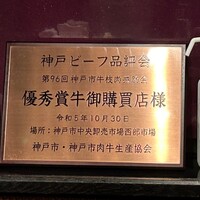 神戸ビーフ品評会
第96回 神戸市牛枝肉共励会
優秀賞牛御購買店様
令和5年10月30日
場所：神戸市中央卸売市場西部市場
神戸市・神戸市肉牛生産協会